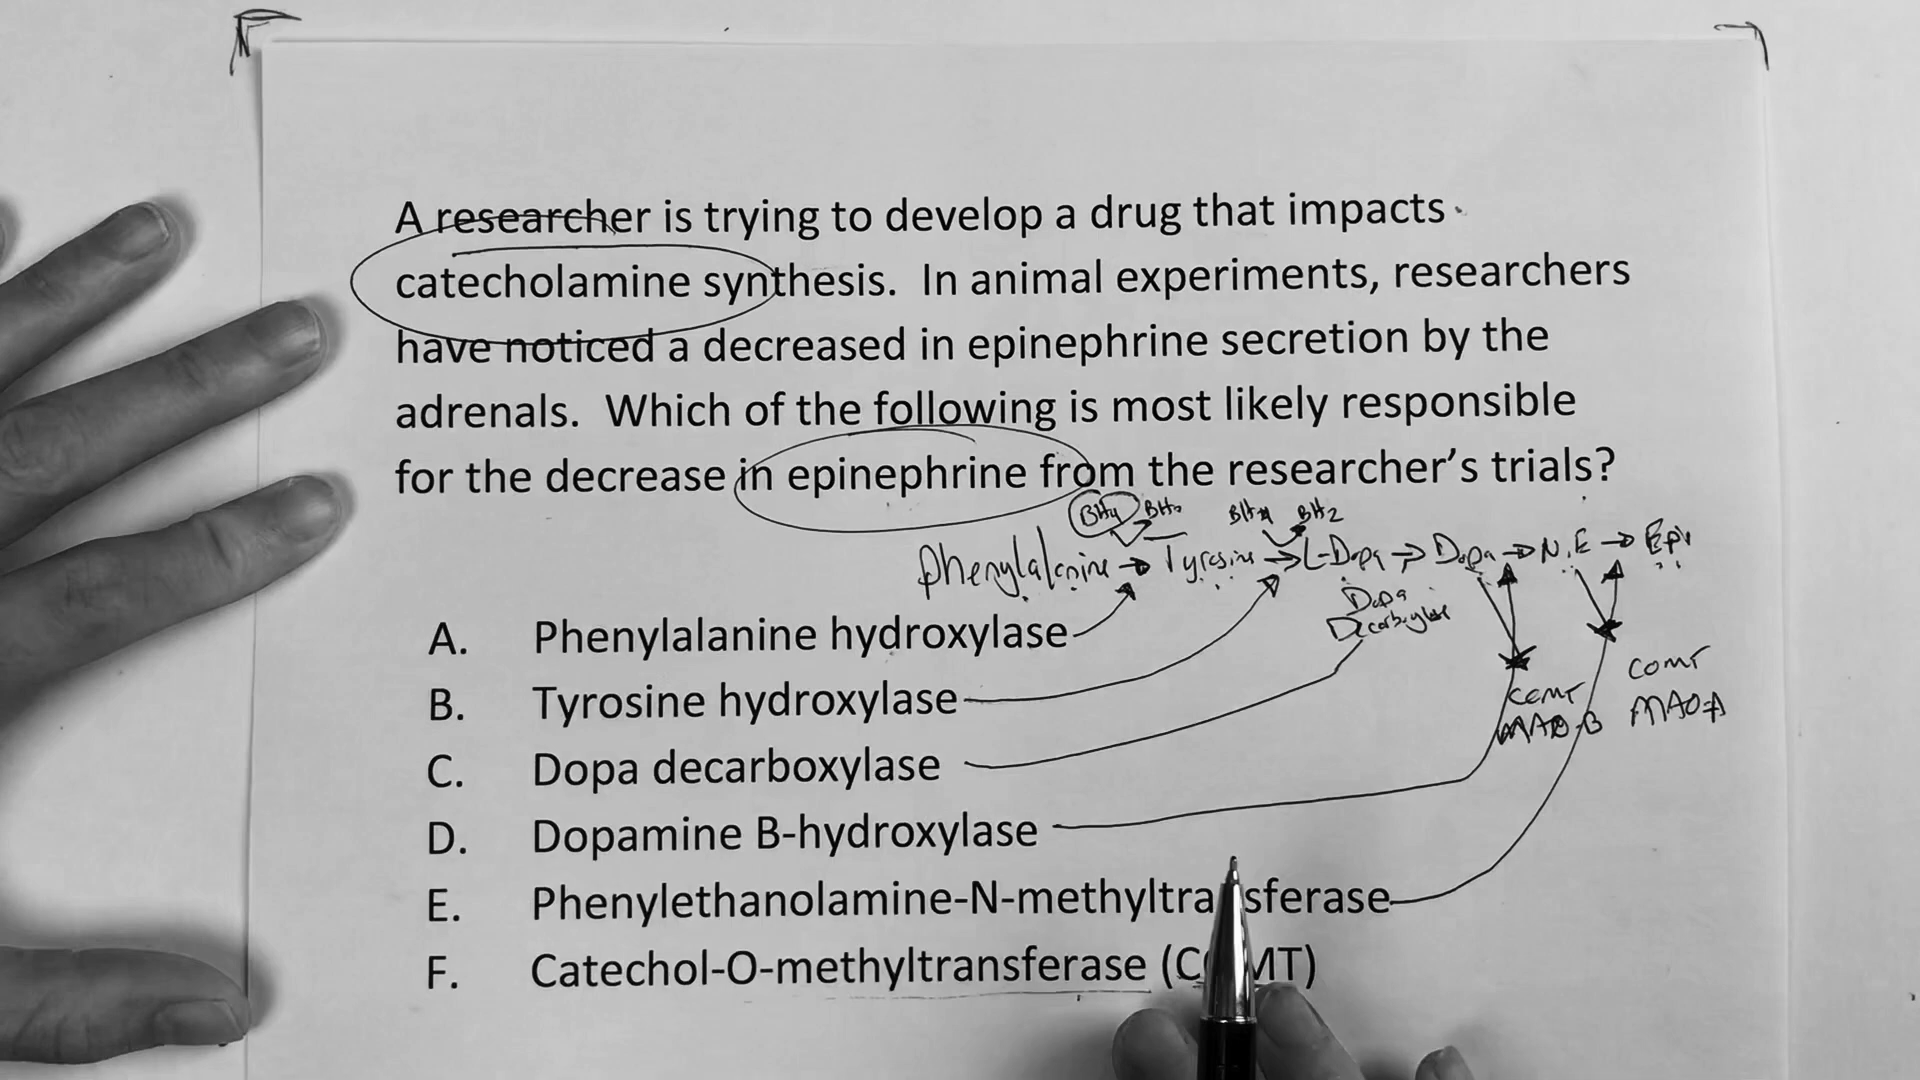 A researcher is trying to develop a drug that impacts
catecholamine synthesis. In animal experiments, researchers
have noticed a decreased in epinephrine secretion by the
adrenals. Which of the following is most likely responsible
for the decrease in epinephrine from the researcher's trials?
BH4 BH2 BH4 BH2
Phenylalanine → Tyrosine → L-Dopa → Dopa → N.E → Epi
Dopa
Decarboxylase
A. Phenylalanine hydroxylase
B. Tyrosine hydroxylase
C. Dopa decarboxylase
D. Dopamine B-hydroxylase
E. Phenylethanolamine-N-methyltransferase
F. Catechol-O-methyltransferase (COMT)
COMT
MAO-B
COMT
MAO-A